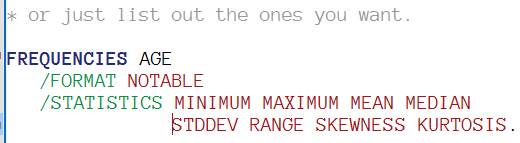 * or just list out the ones you want.
FREQUENCIES AGE
/FORMAT NOTABLE
/STATISTICS MINIMUM MAXIMUM MEAN MEDIAN
STDDEV RANGE SKEWNESS KURTOSIS.